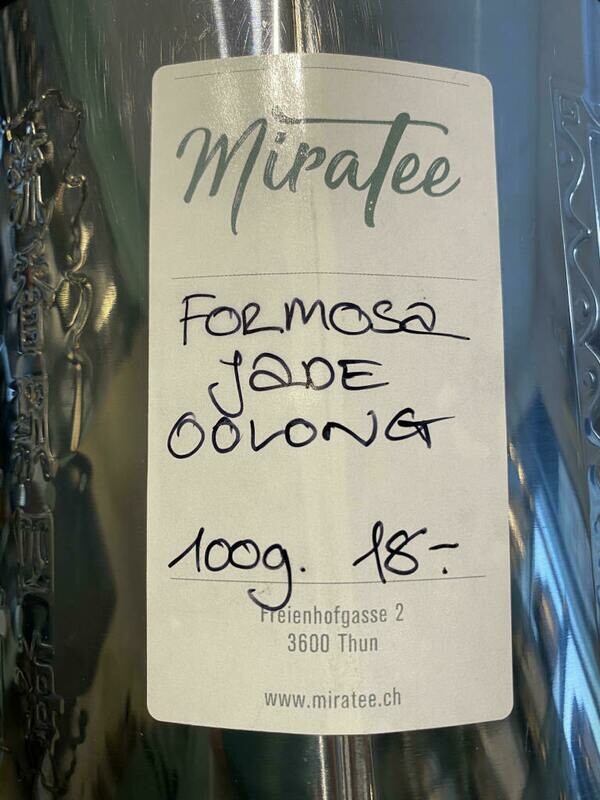 MiraTee
FORMOSA
JADE
OOLONG
100g. 18.-
Freienhofgasse 2
3600 Thun
www.miratee.ch